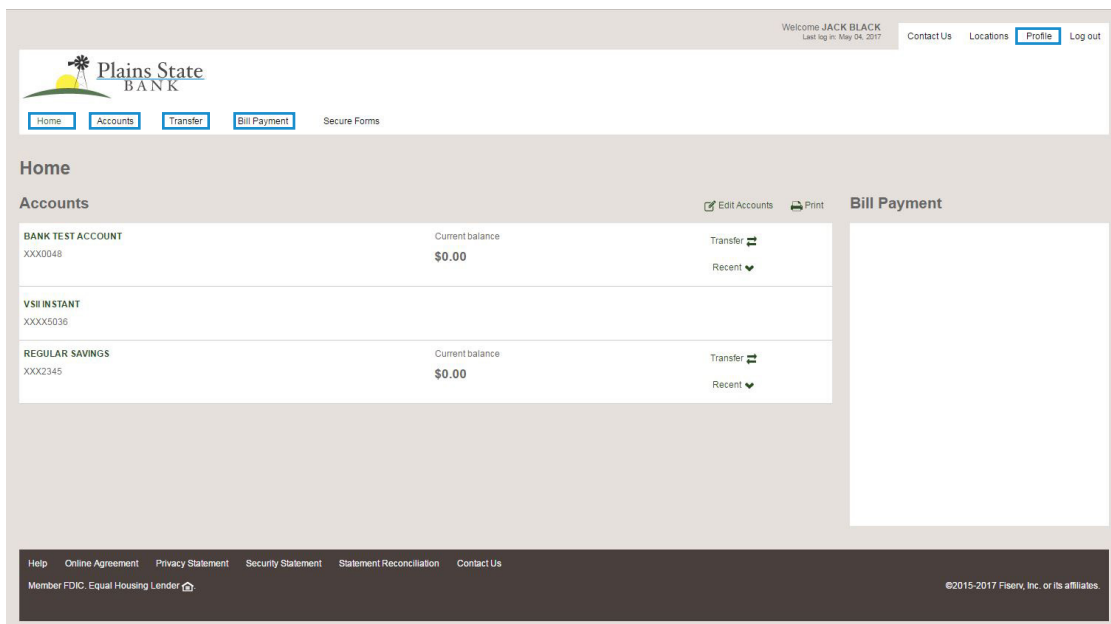 Welcome JACK BLACK
Last log in: May 04, 2017
Contact Us Locations Profile Log out
Plains State
BANK
Home Accounts Transfer Bill Payment Secure Forms
Home
Accounts Edit Accounts Print Bill Payment
BANK TEST ACCOUNT Current balance Transfer
XXX0048 $0.00
Recent
VSII INSTANT
XXXX5036
REGULAR SAVINGS Current balance Transfer
XXX2345 $0.00
Recent
Help Online Agreement Privacy Statement Security Statement Statement Reconciliation Contact Us
Member FDIC. Equal Housing Lender . ©2015-2017 Fiserv, Inc. or its affiliates.